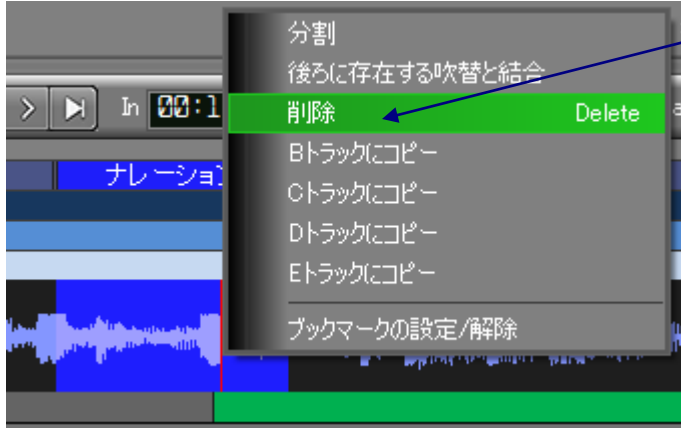 分割
後ろに存在する吹替と結合
削除 Delete
In 00:1
Bトラックにコピー
ナレーション
Cトラックにコピー
Dトラックにコピー
Eトラックにコピー
ブックマークの設定/解除